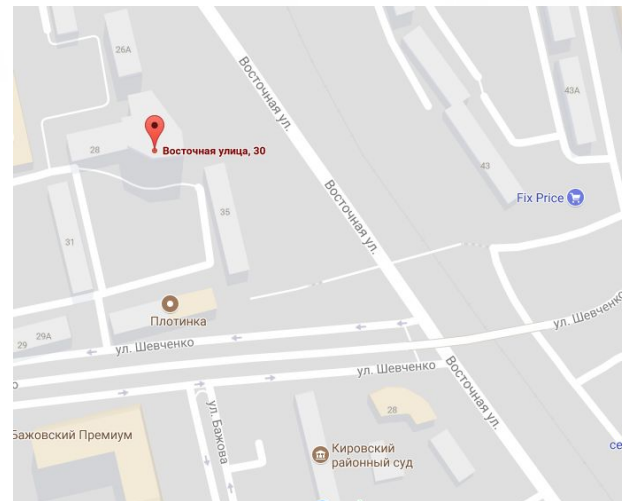 26А
Восточная ул.
43А
28
Восточная улица, 30
43
Восточная ул.
Fix Price
35
31
Плотинка
ул. Шевченко
29А
29
ул. Шевченко
ул. Шевченко
Восточная ул.
ул. Бажова
28
Бажовский Премиум
Кировский
районный суд